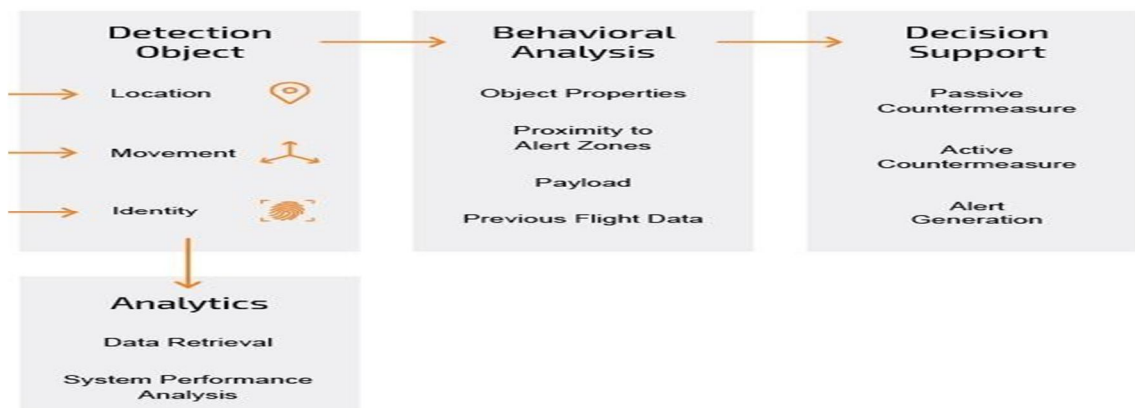 Detection
Object
Location
Movement
Identity
Behavioral
Analysis
Object Properties
Proximity to
Alert Zones
Payload
Previous Flight Data
Decision
Support
Passive
Countermeasure
Active
Countermeasure
Alert
Generation
Analytics
Data Retrieval
System Performance
Analysis